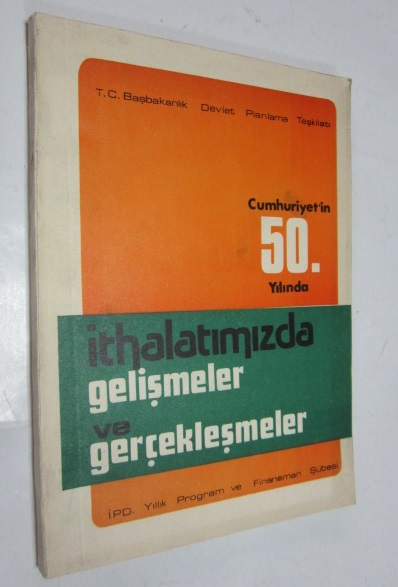 T.C. Başbakanlık Devlet Planlama Teşkilatı
Cumhuriyet'in
50.
Yılında
ithalatımızda
gelişmeler
ve
gerçekleşmeler
İPD. Yıllık Program ve Finansman Şubesi